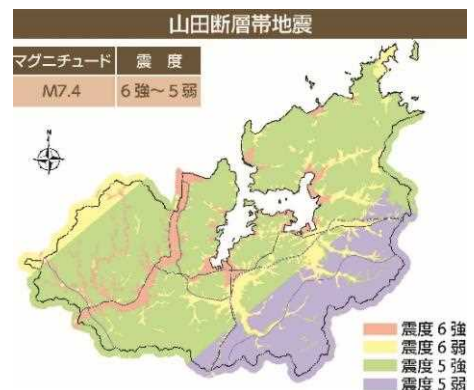 山田断層帯地震
マグニチュード 震度
M7.4 6強～5弱
N
震度6強
震度6弱
震度5強
震度5弱